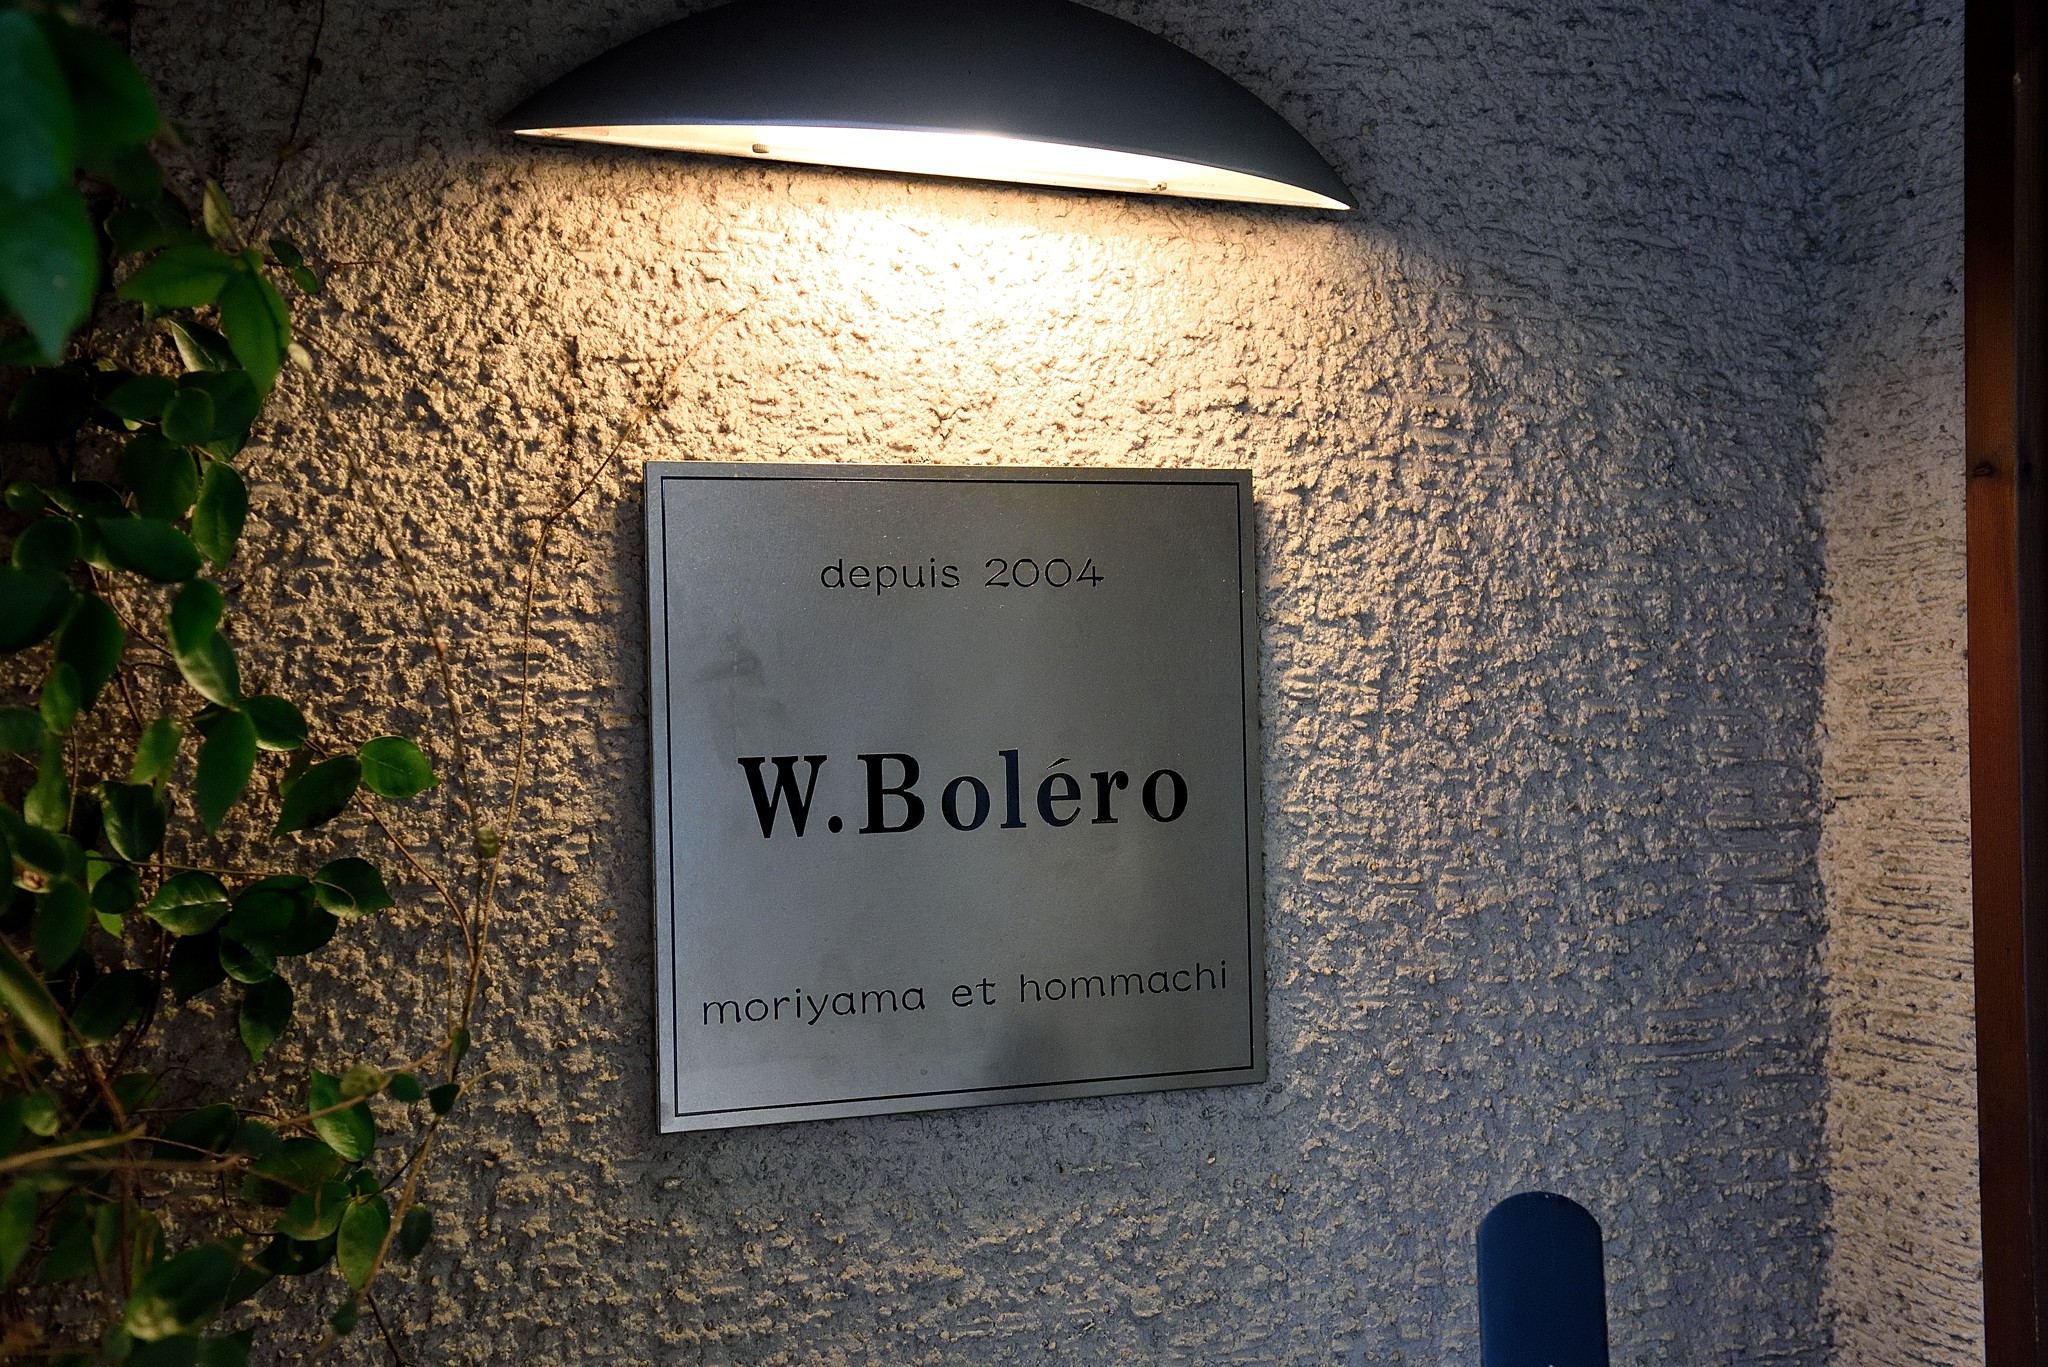 depuis 2004
W.Boléro
moriyama et hommachi